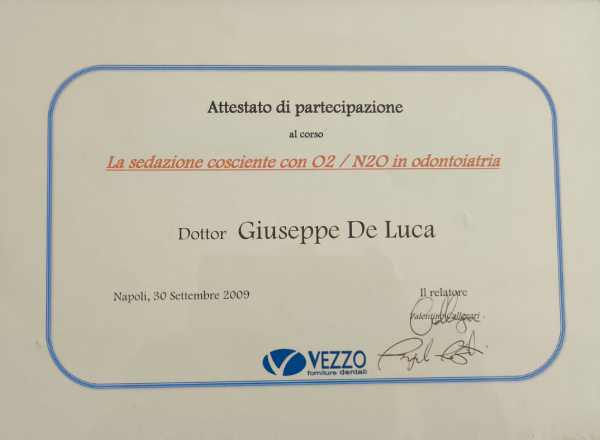 Attestato di partecipazione
al corso
La sedazione cosciente con O2 / N2O in odontoiatria
Dottor Giuseppe De Luca
Napoli, 30 Settembre 2009
Il relatore
Valentino
VEZZO
forniture dentali